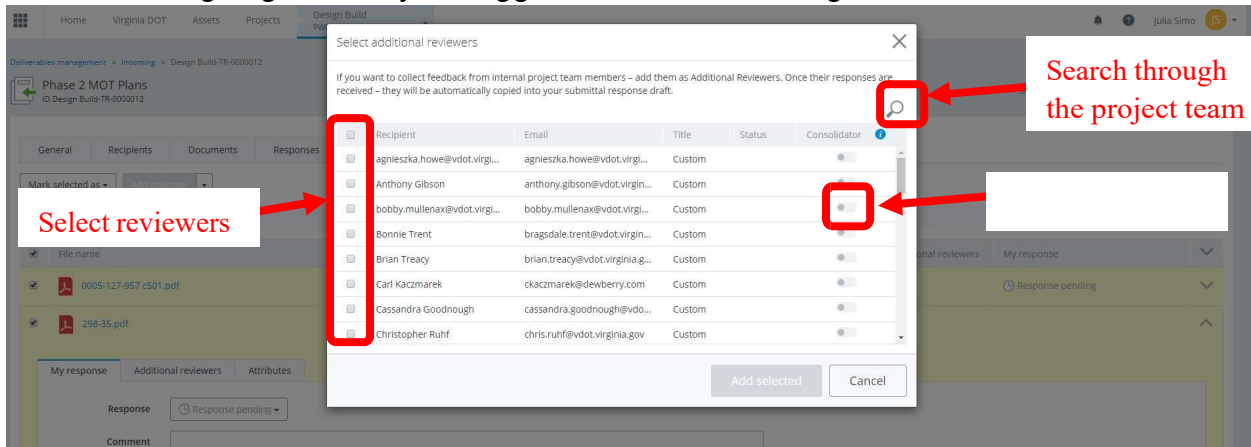 Home Virginia DOT Assets Projects Design Build
Julia Simo JS
Deliverables management > Incoming > Design Build-TR-0000012
Phase 2 MOT Plans
ID Design Build-TR-0000012
General Recipients Documents Responses
Mark selected as
Select additional reviewers
If you want to collect feedback from internal project team members – add them as Additional Reviewers. Once their responses are
received – they will be automatically copied into your submittal response draft.
Search through
the project team
Recipient Email Title Status Consolidator
agnieszka.howe@vdot.virgi... agnieszka.howe@vdot.virgi... Custom
Anthony Gibson anthony.gibson@vdot.virgin... Custom
bobby.mullenax@vdot.virgi... bobby.mullenax@vdot.virgi... Custom
Bonnie Trent bragsdale.trent@vdot.virgin... Custom
Brian Treacy brian.treacy@vdot.virginia.g... Custom
Carl Kaczmarek ckaczmarek@dewberry.com Custom
Cassandra Goodnough cassandra.goodnough@vdo... Custom
Christopher Ruhf chris.ruhf@vdot.virginia.gov Custom
Add selected Cancel
Select reviewers
File name onal reviewers My response
0005-127-957 cS01.pdf Response pending
298-35.pdf
My response Additional reviewers Attributes
Response Response pending
Comment